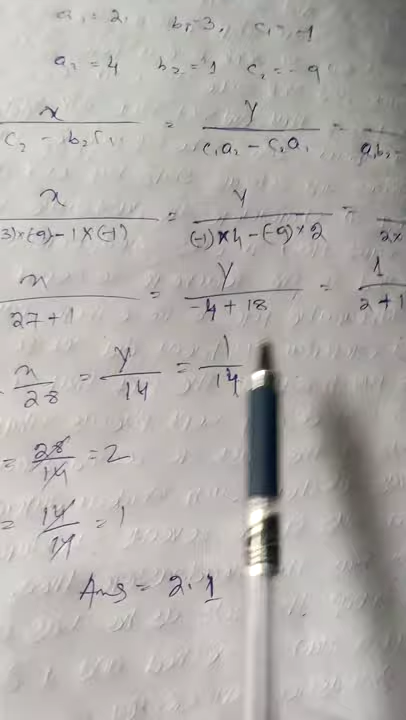 a₁ = 2, b₁ -3, c₁ = -1
a₂ = 4 b₂ = 1 c₂ = - 9
x/(c₂ - b₂c₁) = y/(c₁a₂ - c₂a₁) = /(a₁b₂ -
x/(3)×(-9) - 1×(-1) = y/((-1)×4 - (-9)×2) = /(2×
x/(27+1) = y/(-4+18) = 1/(2+1
x/28 = y/14 = 1/14
= 28/14 = 2
= 14/14 = 1
Ans = 2.1